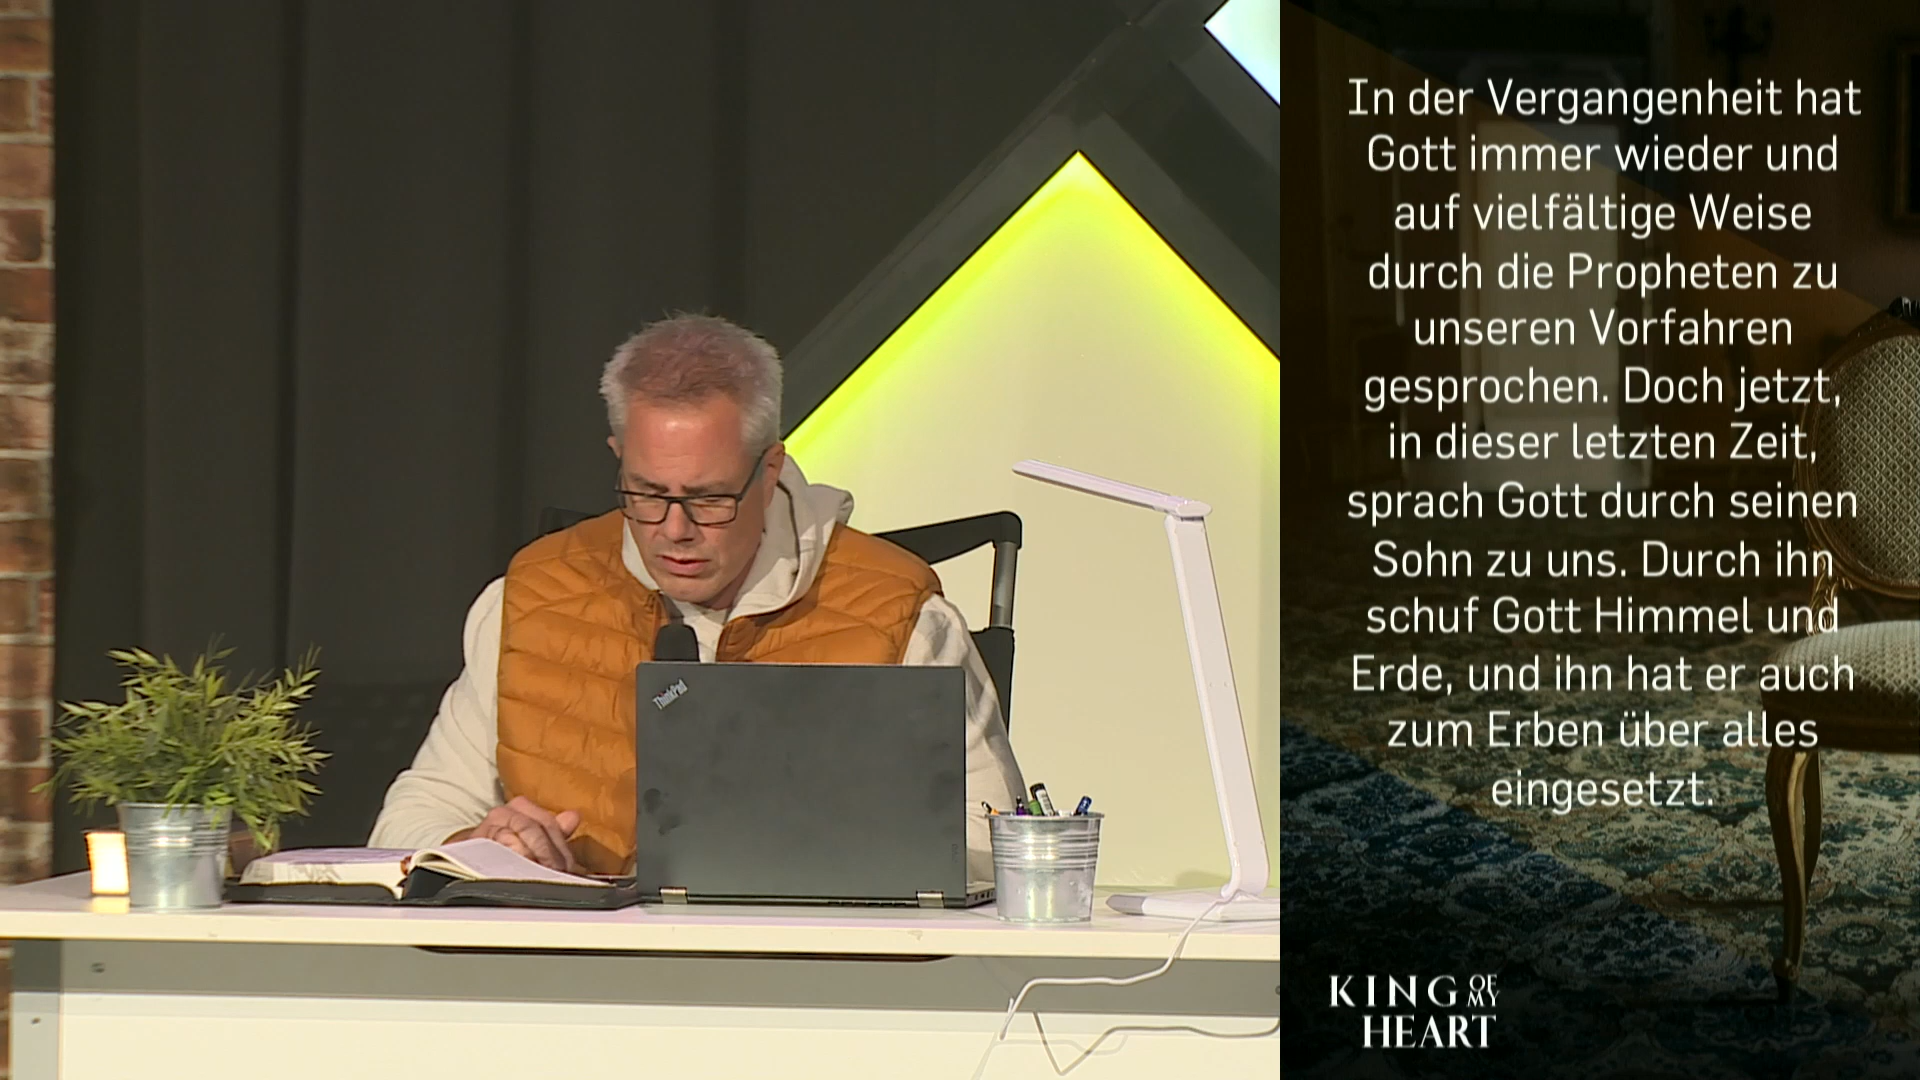 In der Vergangenheit hat
Gott immer wieder und
auf vielfältige Weise
durch die Propheten zu
unseren Vorfahren
gesprochen. Doch jetzt,
in dieser letzten Zeit,
sprach Gott durch seinen
Sohn zu uns. Durch ihn
schuf Gott Himmel und
Erde, und ihn hat er auch
zum Erben über alles
eingesetzt.
KING OF MY
HEART
ThinkPad